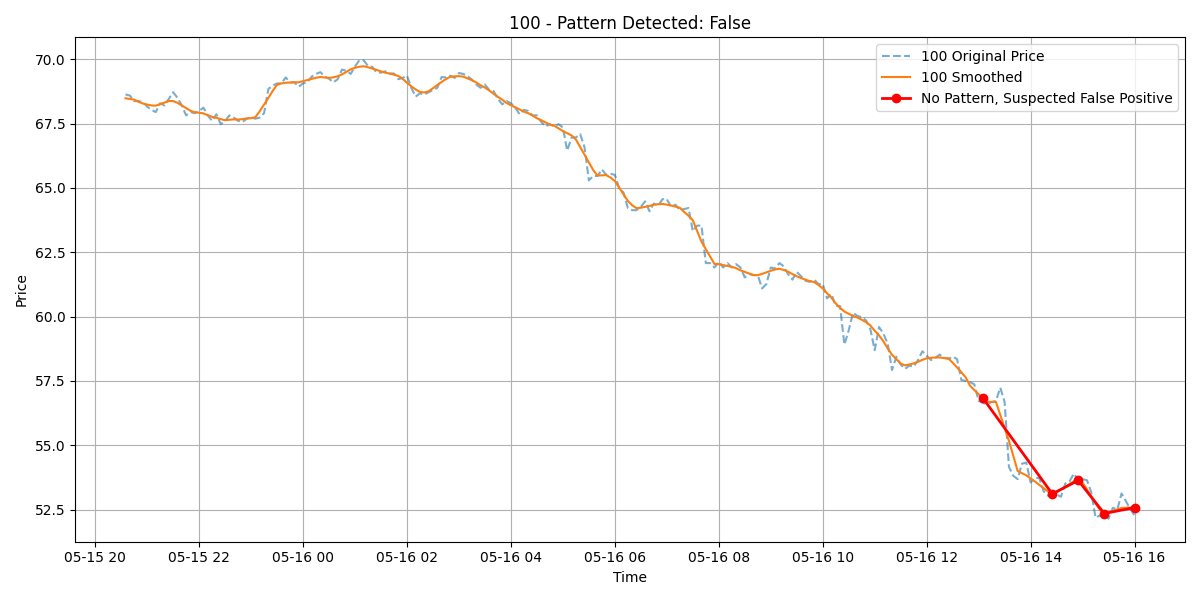 100 - Pattern Detected: False
100 Original Price
100 Smoothed
No Pattern, Suspected False Positive
Price
70.0
67.5
65.0
62.5
60.0
57.5
55.0
52.5
05-15 20 05-15 22 05-16 00 05-16 02 05-16 04 05-16 06 05-16 08 05-16 10 05-16 12 05-16 14 05-16 16
Time